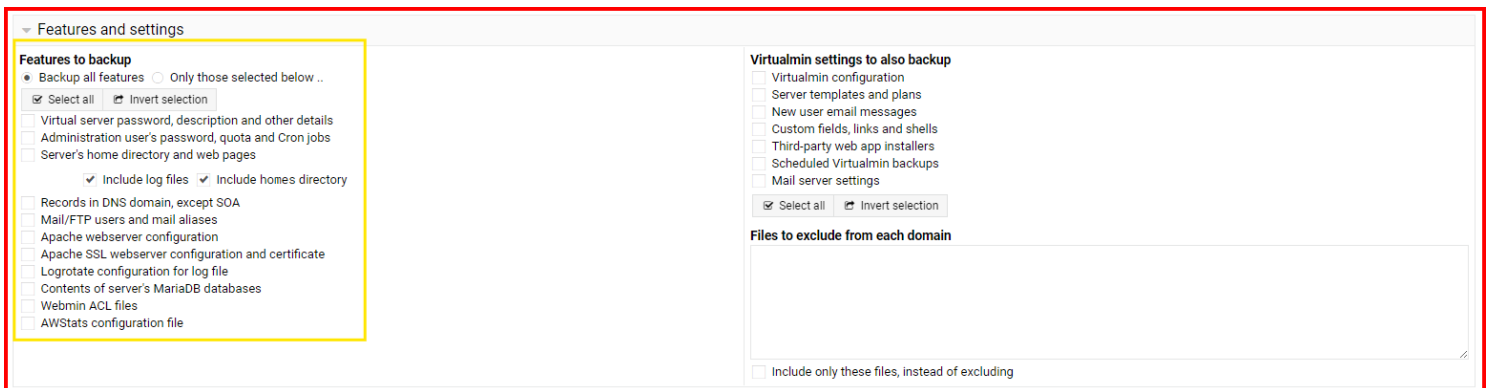 Features and settings
Features to backup
Backup all features Only those selected below ..
Select all Invert selection
Virtual server password, description and other details
Administration user's password, quota and Cron jobs
Server's home directory and web pages
Include log files Include homes directory
Records in DNS domain, except SOA
Mail/FTP users and mail aliases
Apache webserver configuration
Apache SSL webserver configuration and certificate
Logrotate configuration for log file
Contents of server's MariaDB databases
Webmin ACL files
AWStats configuration file
Virtualmin settings to also backup
Virtualmin configuration
Server templates and plans
New user email messages
Custom fields, links and shells
Third-party web app installers
Scheduled Virtualmin backups
Mail server settings
Select all Invert selection
Files to exclude from each domain
Include only these files, instead of excluding